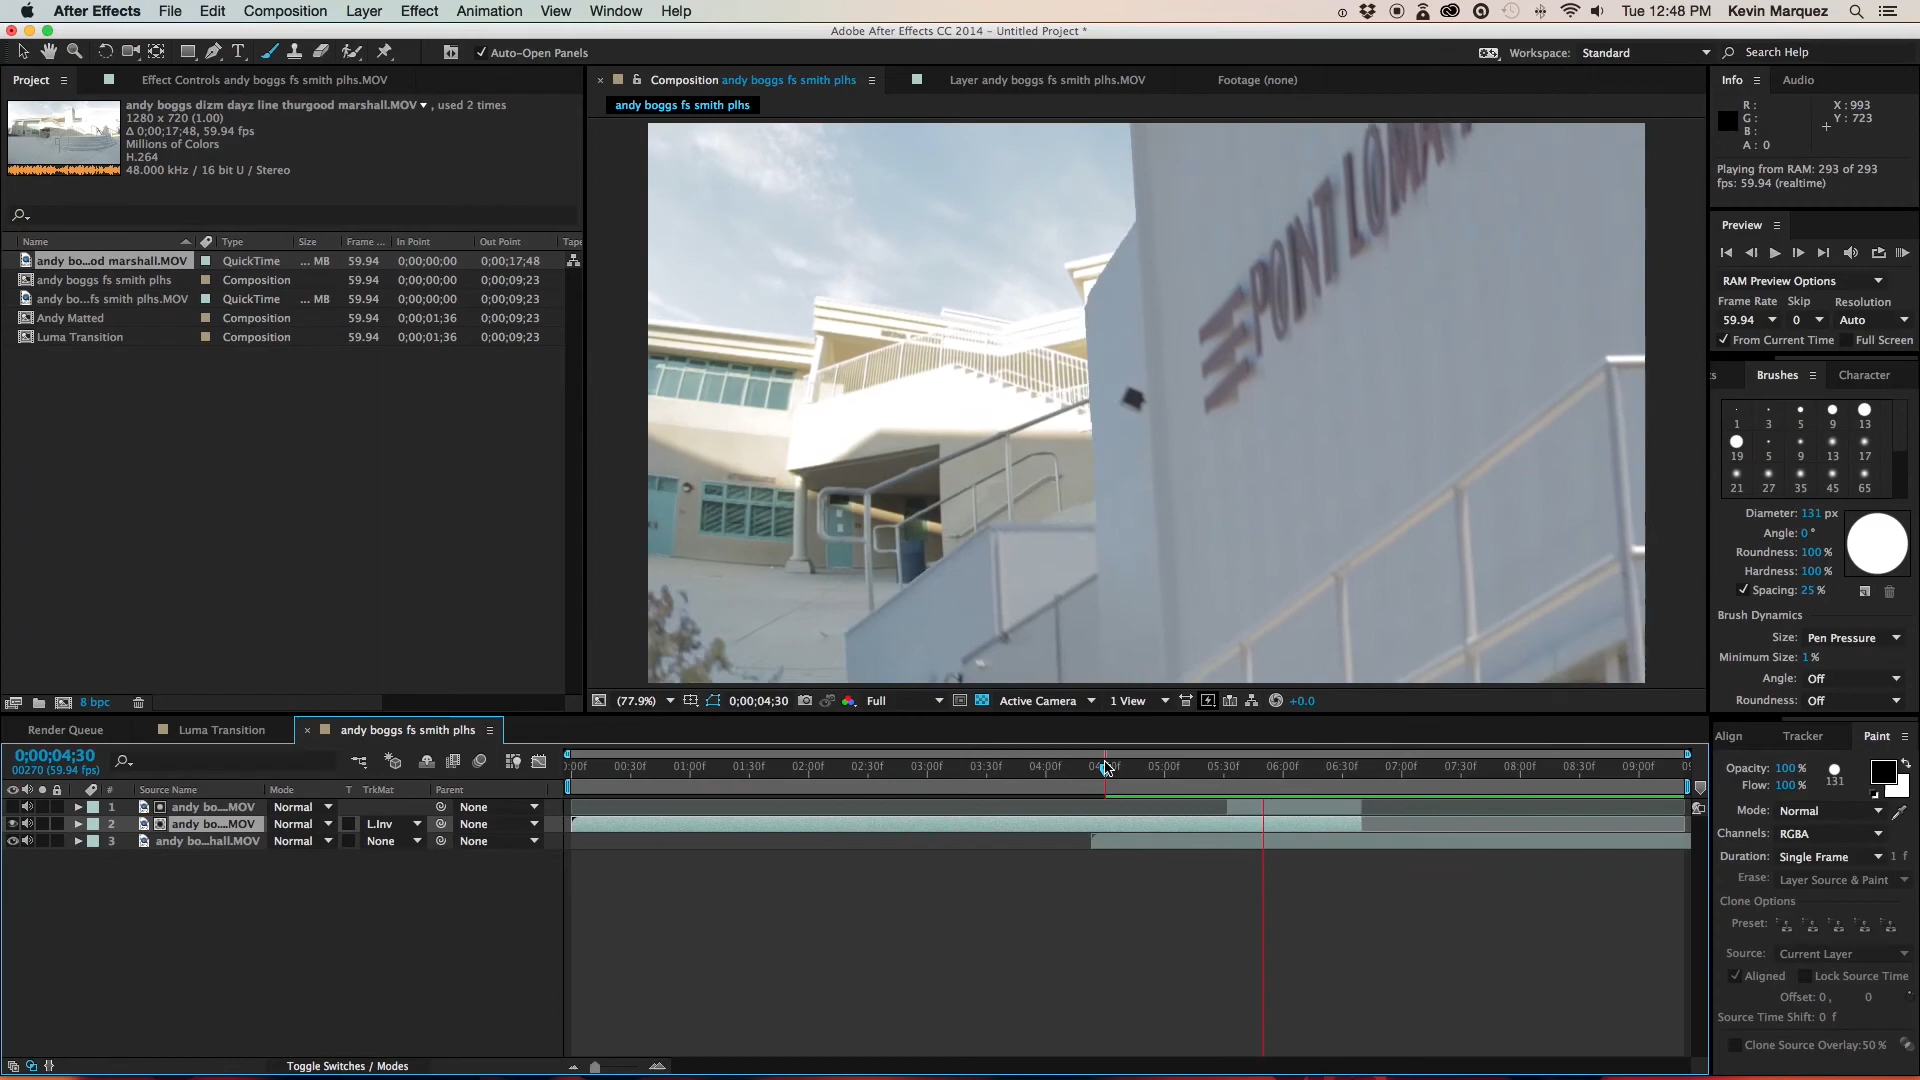 After Effects File Edit Composition Layer Effect Animation View Window Help
Tue 12:48 PM Kevin Marquez
Adobe After Effects CC 2014 – Untitled Project *
Auto-Open Panels
Workspace: Standard
Search Help
Project
Effect Controls andy boggs fs smith plhs.MOV
andy boggs dizm dayz line thurgood marshall.MOV ▼, used 2 times
1280 x 720 (1.00)
Δ 0;00;17;48, 59.94 fps
Millions of Colors
H.264
48.000 kHz / 16 bit U / Stereo
Name Type Size Frame ... In Point Out Point Tape
andy bo...od marshall.MOV QuickTime ... MB 59.94 0;00;00;00 0;00;17;48
andy boggs fs smith plhs Composition 59.94 0;00;00;00 0;00;09;23
andy bo...fs smith plhs.MOV QuickTime ... MB 59.94 0;00;00;00 0;00;09;23
Andy Matted Composition 59.94 0;00;01;36 0;00;09;23
Luma Transition Composition 59.94 0;00;01;36 0;00;09;23
8 bpc
Composition andy boggs fs smith plhs
Layer andy boggs fs smith plhs.MOV
Footage (none)
andy boggs fs smith plhs
(77.9%) 0;00;04;30 Full Active Camera 1 View +0.0
Info Audio
R: X: 993
G: Y: 723
B:
A: 0
Playing from RAM: 293 of 293
fps: 59.94 (realtime)
Preview
RAM Preview Options
Frame Rate Skip Resolution
59.94 0 Auto
From Current Time Full Screen
Brushes Character
1 3 5 9 13
19 5 9 13 17
21 27 35 45 65
Diameter: 131 px
Angle: 0°
Roundness: 100 %
Hardness: 100 %
Spacing: 25 %
Brush Dynamics
Size: Pen Pressure
Minimum Size: 1 %
Angle: Off
Roundness: Off
Render Queue Luma Transition andy boggs fs smith plhs
0;00;04;30
00270 (59.94 fps)
00:30f 01:00f 01:30f 02:00f 02:30f 03:00f 03:30f 04:00f 05:00f 05:30f 06:00f 06:30f 07:00f 07:30f 08:00f 08:30f 09:00f
# Source Name Mode T TrkMat Parent
1 andy bo....MOV Normal None
2 andy bo....MOV Normal L.Inv None
3 andy bo...hall.MOV Normal None None
Toggle Switches / Modes
Align Tracker Paint
Opacity: 100 %
Flow: 100 %
131
Mode: Normal
Channels: RGBA
Duration: Single Frame 1 f
Erase: Layer Source & Paint
Clone Options
Preset:
Source: Current Layer
Aligned Lock Source Time
Offset: 0, 0
Source Time Shift: 0 f
Clone Source Overlay: 50 %